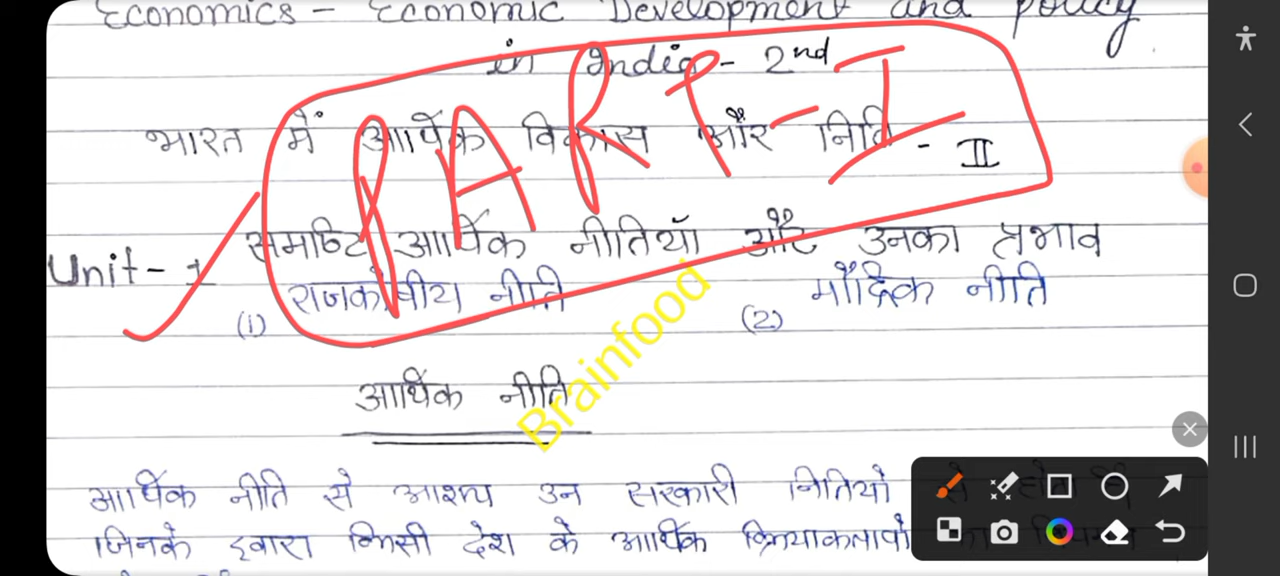 Economics - Economic Development and policy
in India - 2nd
भारत में आर्थिक विकास और निति - II
PART-I
Unit-1 समष्टि आर्थिक नीतियाँ और उनका प्रभाव
(1) राजकोषीय नीति (2) मौद्रिक नीति
आर्थिक नीति
Brainfood
आर्थिक नीति से आशय उन सरकारी नितियो से
जिनके द्वारा किसी देश के आर्थिक क्रियाकलापो